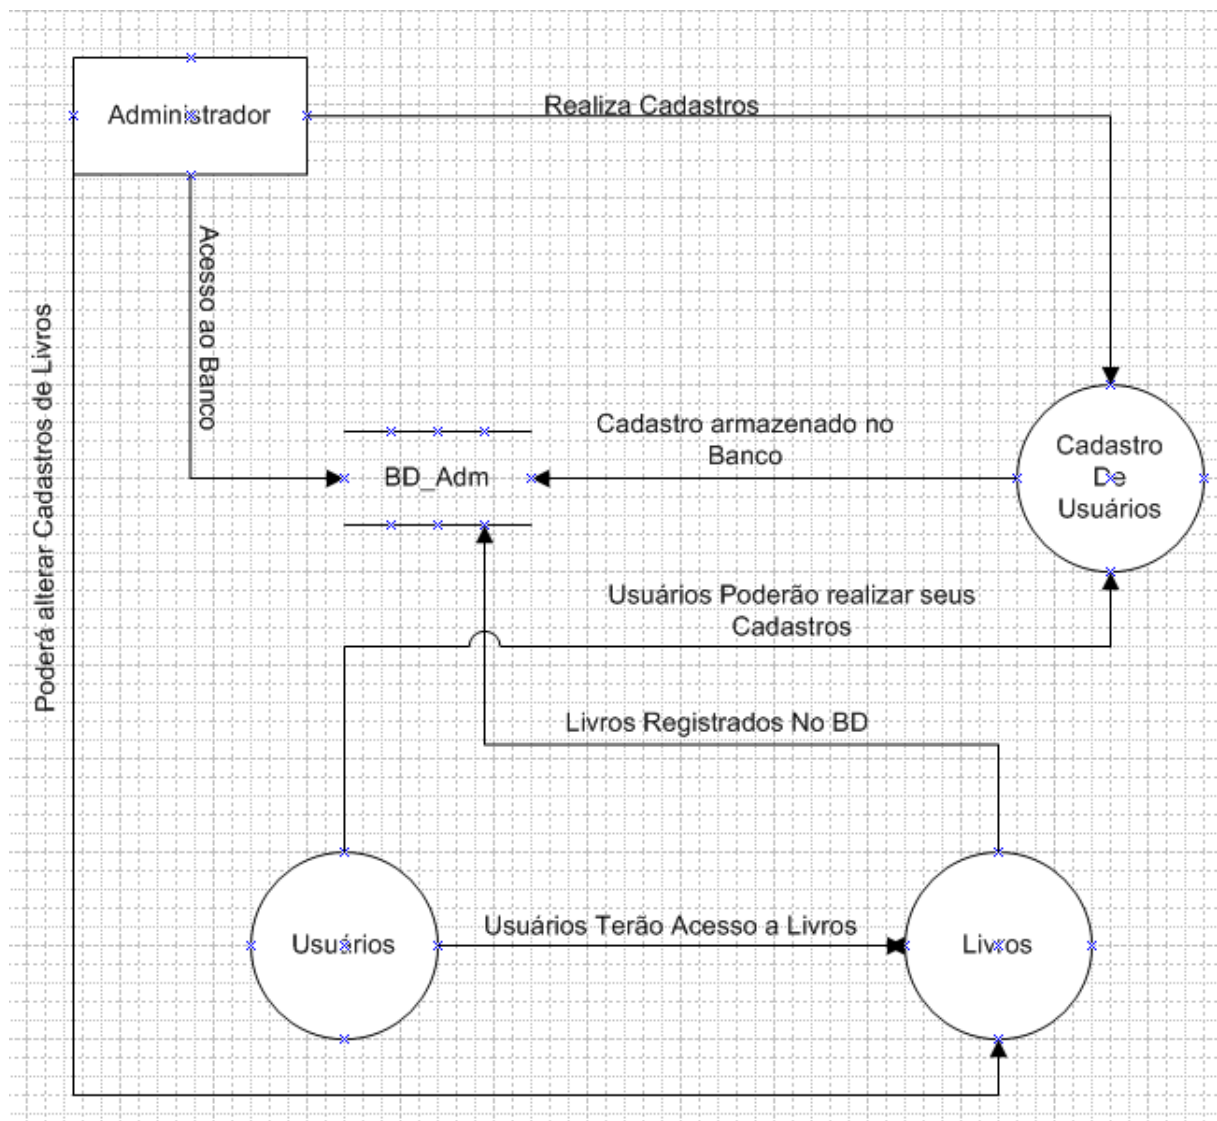 Administrador
Realiza Cadastros
Acesso ao Banco
Poderá alterar Cadastros de Livros
Cadastro armazenado no
Banco
BD_Adm
Cadastro
De
Usuários
Usuários Poderão realizar seus
Cadastros
Livros Registrados No BD
Usuários
Usuários Terão Acesso a Livros
Livros